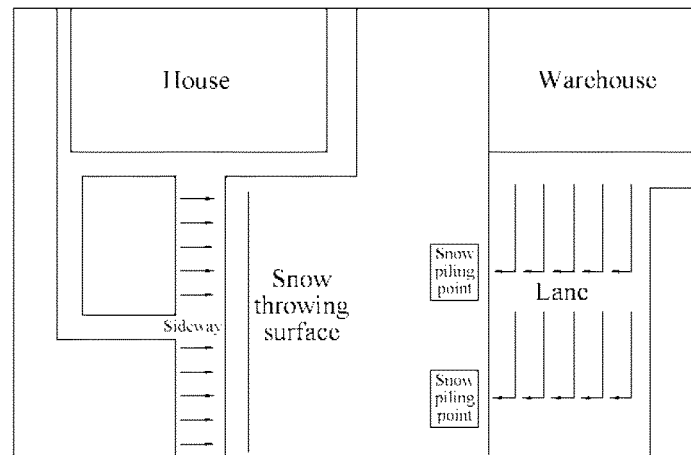 House
Warehouse
Snow
piling
point
Snow
throwing
surface
Lane
Sideway
Snow
piling
point